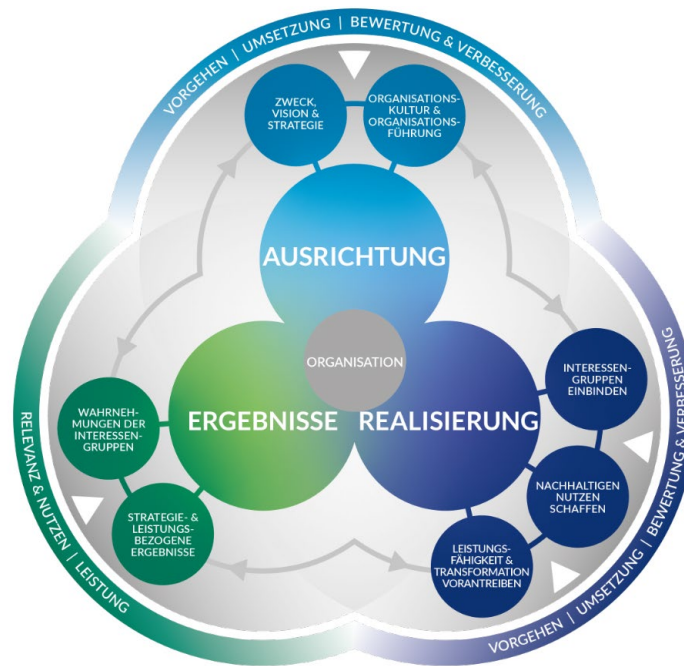 VORGEHEN | UMSETZUNG | BEWERTUNG & VERBESSERUNG
ZWECK,
VISION &
STRATEGIE
ORGANISATIONS-
KULTUR &
ORGANISATIONS-
FÜHRUNG
AUSRICHTUNG
ORGANISATION
ERGEBNISSE
REALISIERUNG
INTERESSEN-
GRUPPEN
EINBINDEN
NACHHALTIGEN
NUTZEN
SCHAFFEN
LEISTUNGS-
FÄHIGKEIT &
TRANSFORMATION
VORANTREIBEN
VORGEHEN | UMSETZUNG | BEWERTUNG & VERBESSERUNG
WAHRNEH-
MUNGEN DER
INTERESSEN-
GRUPPEN
STRATEGIE- &
LEISTUNGS-
BEZOGENE
ERGEBNISSE
RELEVANZ & NUTZEN | LEISTUNG